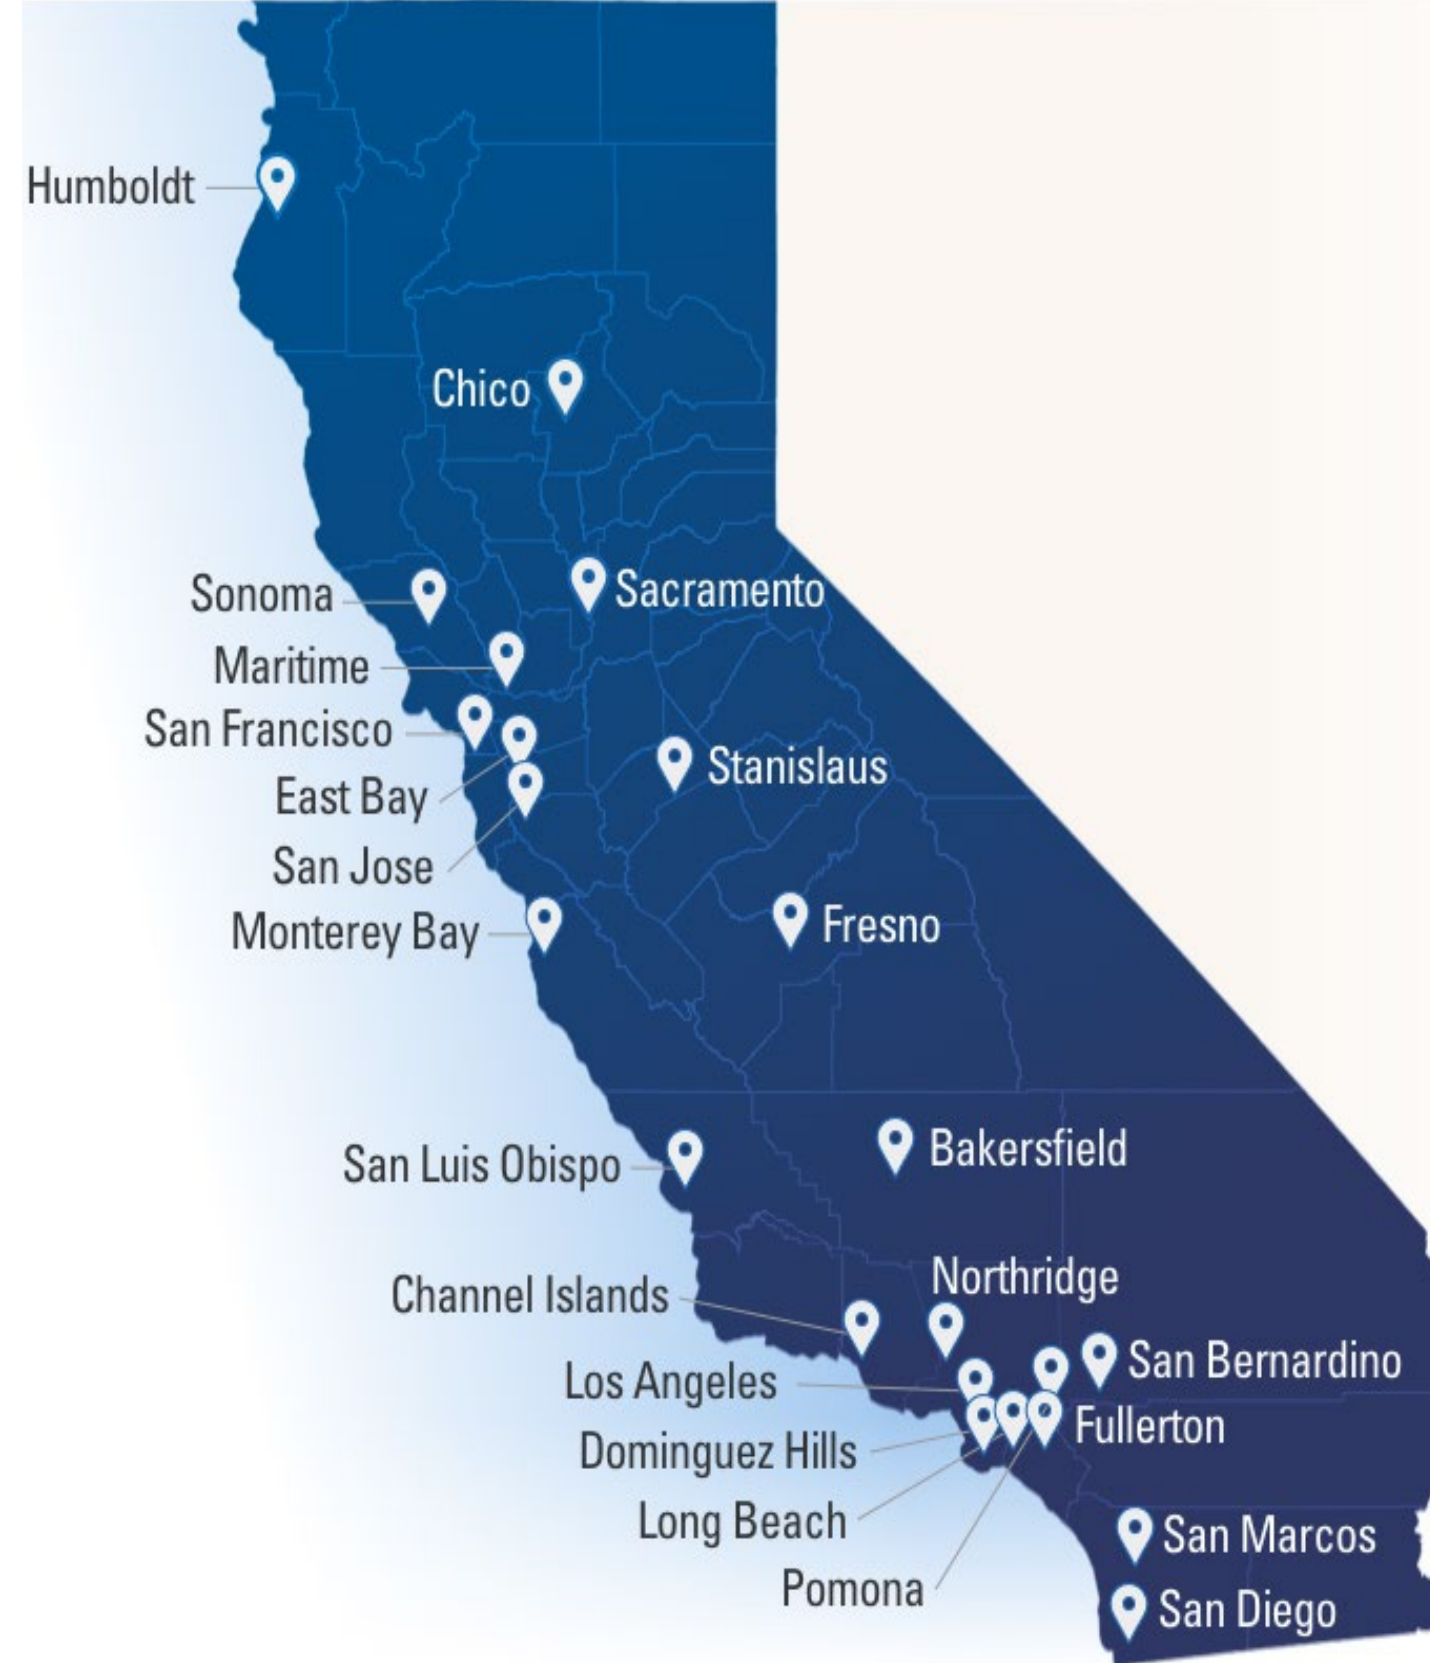 Humboldt
Chico
Sonoma
Sacramento
Maritime
San Francisco
Stanislaus
East Bay
San Jose
Monterey Bay
Fresno
San Luis Obispo
Bakersfield
Northridge
Channel Islands
San Bernardino
Los Angeles
Fullerton
Dominguez Hills
Long Beach
San Marcos
Pomona
San Diego